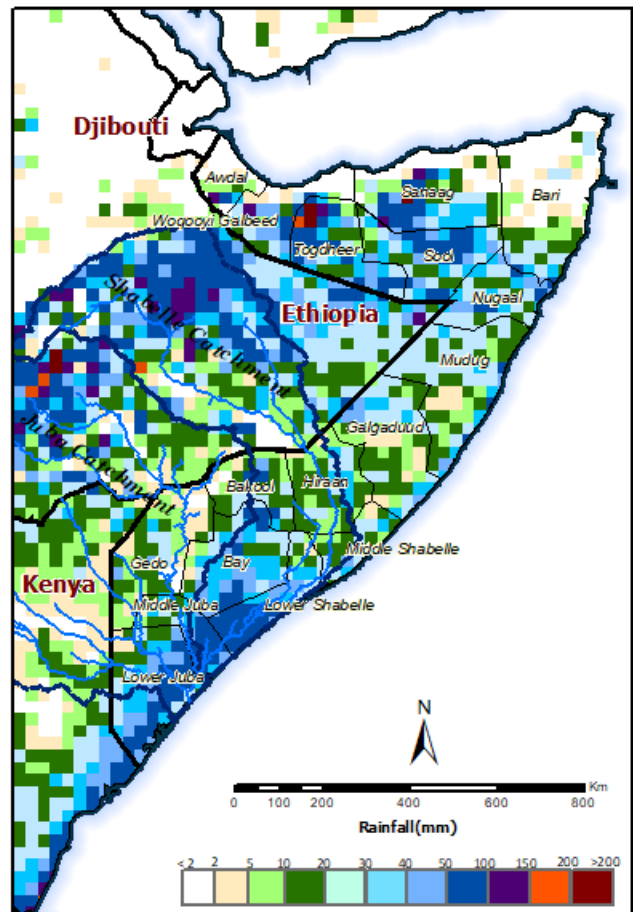 Djibouti
Awdal
Sanaag
Bari
Woqooyi Galbeed
Togdheer
Sool
Shabelle Catchment
Ethiopia
Nugaal
Mudug
Juba Catchment
Galgaduud
Bakool
Hiraan
Gedo
Bay
Middle Shabelle
Kenya
Middle Juba
Lower Shabelle
Lower Juba
N
Km
0 100 200 400 600 800
Rainfall(mm)
<2 2 5 10 20 30 40 50 100 150 200 >200